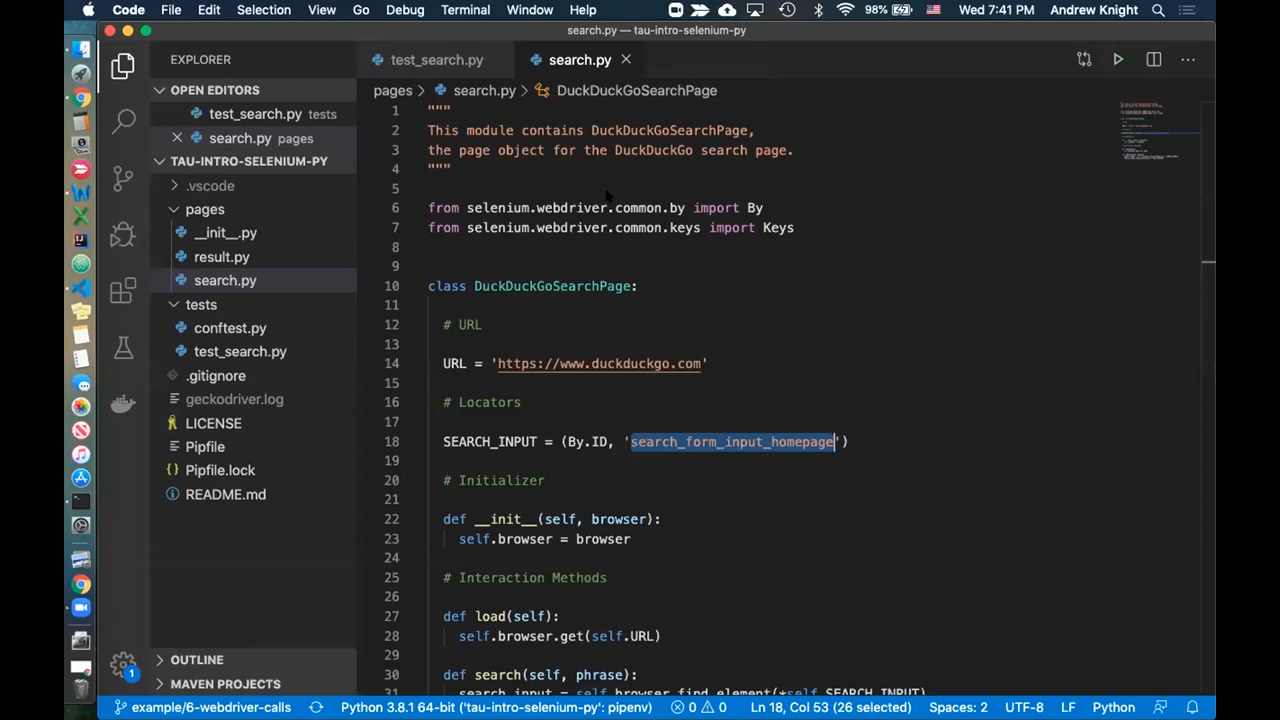 Code File Edit Selection View Go Debug Terminal Window Help 98% Wed 7:41 PM Andrew Knight
search.py — tau-intro-selenium-py
EXPLORER
test_search.py
search.py
OPEN EDITORS
test_search.py tests
search.py pages
TAU-INTRO-SELENIUM-PY
.vscode
pages
__init__.py
result.py
search.py
tests
conftest.py
test_search.py
.gitignore
geckodriver.log
LICENSE
Pipfile
Pipfile.lock
README.md
OUTLINE
MAVEN PROJECTS
1
pages > search.py > DuckDuckGoSearchPage
1 """
2 This module contains DuckDuckGoSearchPage,
3 the page object for the DuckDuckGo search page.
4 """
5
6 from selenium.webdriver.common.by import By
7 from selenium.webdriver.common.keys import Keys
8
9
10 class DuckDuckGoSearchPage:
11
12 # URL
13
14 URL = 'https://www.duckduckgo.com'
15
16 # Locators
17
18 SEARCH_INPUT = (By.ID, 'search_form_input_homepage')
19
20 # Initializer
21
22 def __init__(self, browser):
23 self.browser = browser
24
25 # Interaction Methods
26
27 def load(self):
28 self.browser.get(self.URL)
29
30 def search(self, phrase):
31 search_input = self.browser.find_element(*self.SEARCH_INPUT)
example/6-webdriver-calls Python 3.8.1 64-bit ('tau-intro-selenium-py': pipenv) 0 0 Ln 18, Col 53 (26 selected) Spaces: 2 UTF-8 LF Python